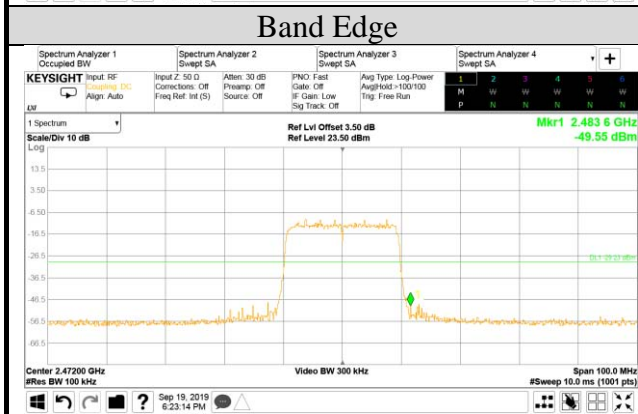 Band Edge
Spectrum Analyzer 1
Occupied BW
Spectrum Analyzer 2
Swept SA
Spectrum Analyzer 3
Swept SA
Spectrum Analyzer 4
Swept SA
KEYSIGHT
Input: RF
Coupling: DC
Align: Auto
Input Z: 50 Ω
Corrections: Off
Freq Ref: Int (S)
Atten: 30 dB
Preamp: Off
Source: Off
PNO: Fast
Gate: Off
IF Gain: Low
Sig Track: Off
Avg Type: Log-Power
Avg|Hold:>100/100
Trig: Free Run
1 2 3 4 5 6
M W W W W W
P N N N N N
LXI
1 Spectrum
Scale/Div 10 dB
Ref Lvl Offset 3.50 dB
Ref Level 23.50 dBm
Mkr1 2.483 6 GHz
-49.55 dBm
Log
13.5
3.50
-6.50
-16.5
-26.5
-36.5
-46.5
-56.5
-66.5
Center 2.47200 GHz
#Res BW 100 kHz
Video BW 300 kHz
Span 100.0 MHz
#Sweep 10.0 ms (1001 pts)
Sep 19, 2019
6:23:14 PM